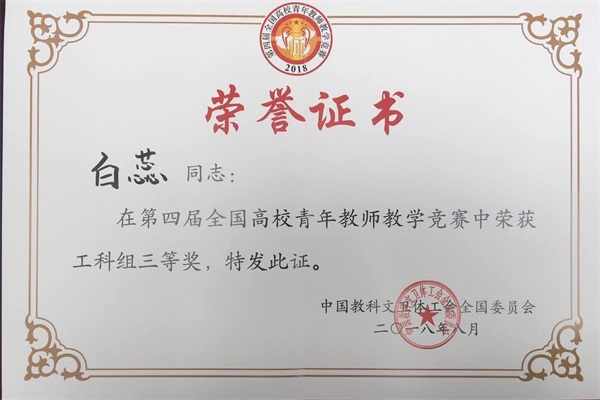 第四届全国高校青年教师教学竞赛
2018
荣誉证书
白蕊 同志：
在第四届全国高校青年教师教学竞赛中荣获
工科组三等奖，特发此证。
中国教科文卫体工会全国委员会
二〇一八年八月